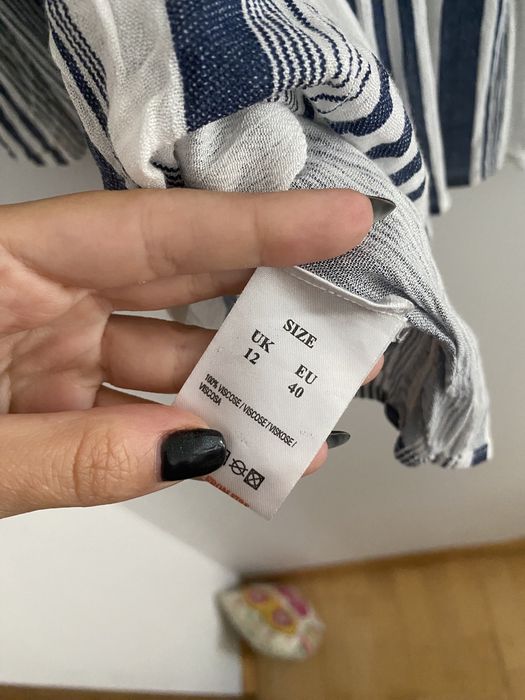 SIZE
UK EU
12 40
100% VISCOSE / VISCOSE / VISKOSE /
VISCOSA